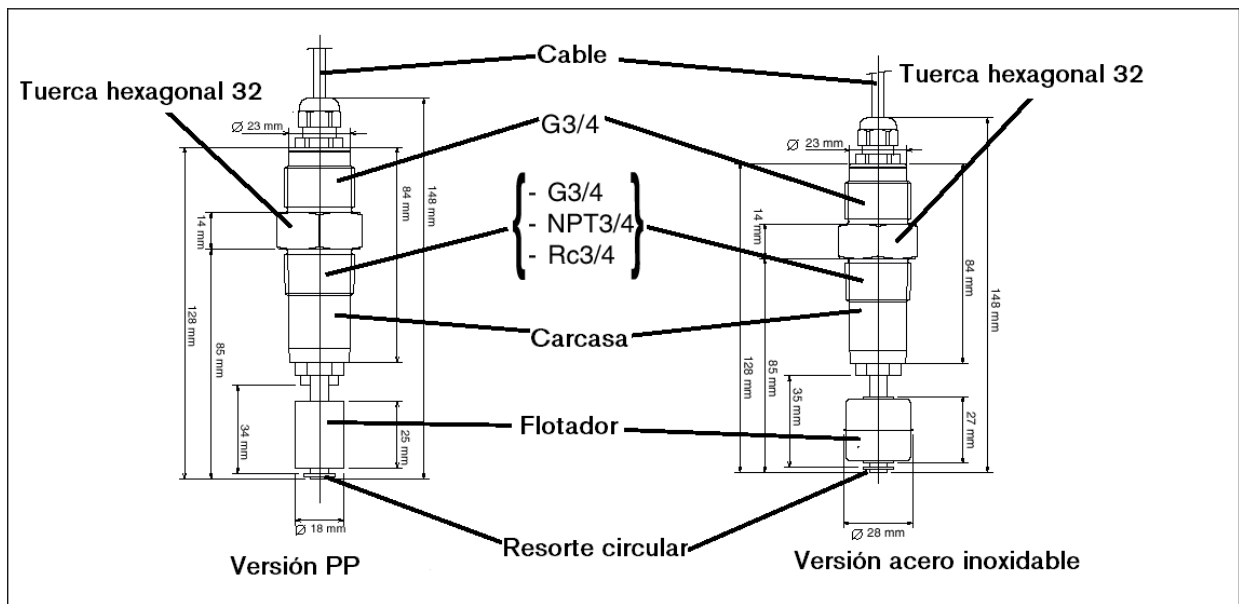 Cable
Tuerca hexagonal 32
Tuerca hexagonal 32
G3/4
Ø 23 mm
Ø 23 mm
- G3/4
- NPT3/4
- Rc3/4
14 mm
84 mm
148 mm
128 mm
85 mm
34 mm
25 mm
14 mm
84 mm
148 mm
128 mm
85 mm
35 mm
27 mm
Carcasa
Flotador
Ø 18 mm
Ø 28 mm
Resorte circular
Versión PP
Versión acero inoxidable